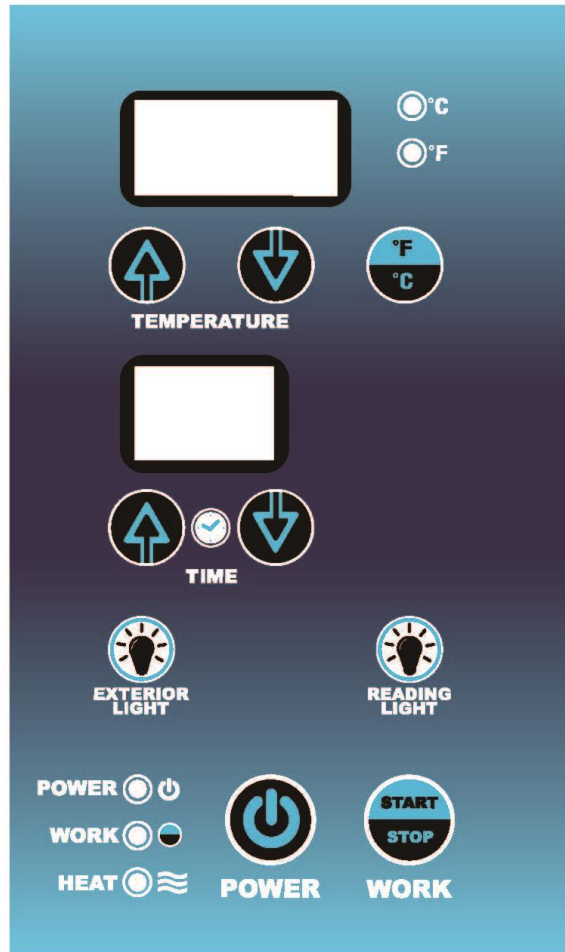 °C
°F
°F
°C
TEMPERATURE
TIME
EXTERIOR
LIGHT
READING
LIGHT
POWER
WORK
HEAT
START
STOP
POWER
WORK